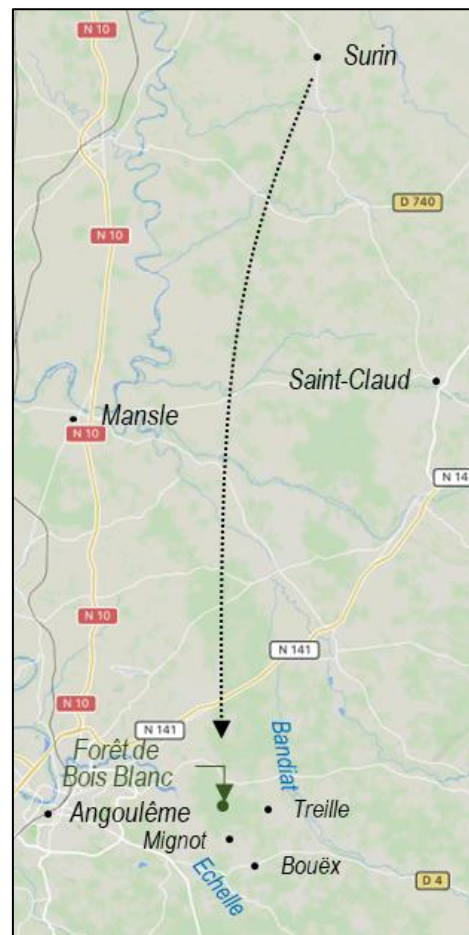 N 10
Surin
D 740
N 10
Saint-Claud
Mansle
N 10
N 14
N 10
N 141
N 10
N 141
Bandiat
Forêt de
Bois Blanc
Angoulême
Treille
Mignot
Echelle
Bouëx
D 4